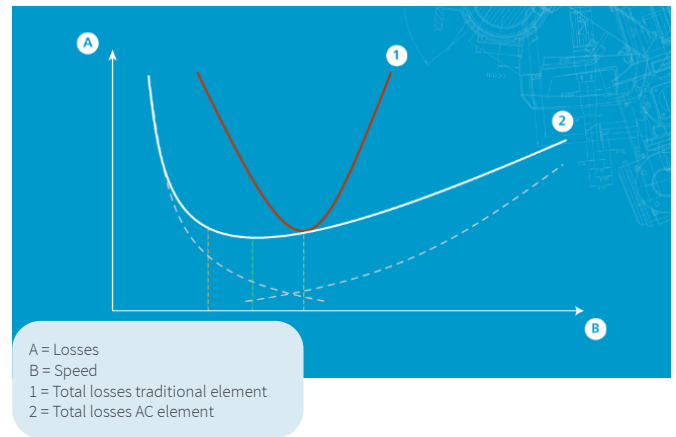 A
1
2
B
A = Losses
B = Speed
1 = Total losses traditional element
2 = Total losses AC element